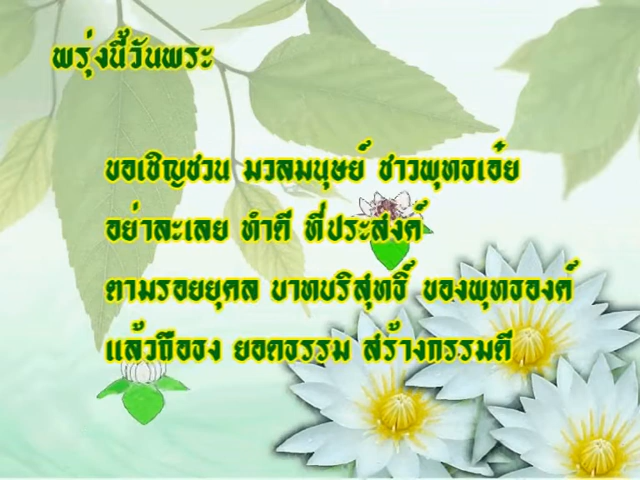 พรุ่งนี้วันพระ
ขอเชิญชวน มวลมนุษย์ ชาวพุทธเอ๋ย
อย่าละเลย ทำดี ที่ประสงค์
ตามรอยยุคล บาทบริสุทธิ์ ของพุทธองค์
แล้วถือธง ยอดธรรม สร้างกรรมดี